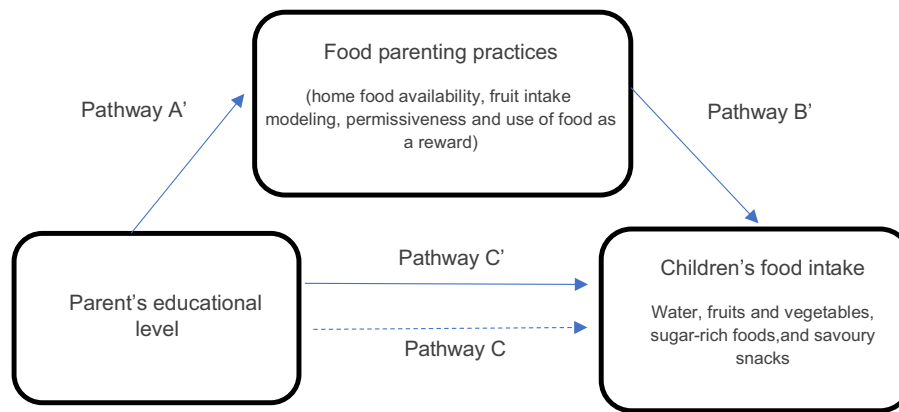 Food parenting practices
(home food availability, fruit intake
modeling, permissiveness and use of food as
a reward)
Pathway A’
Pathway B’
Parent’s educational
level
Pathway C’
Pathway C
Children’s food intake
Water, fruits and vegetables,
sugar-rich foods,and savoury
snacks